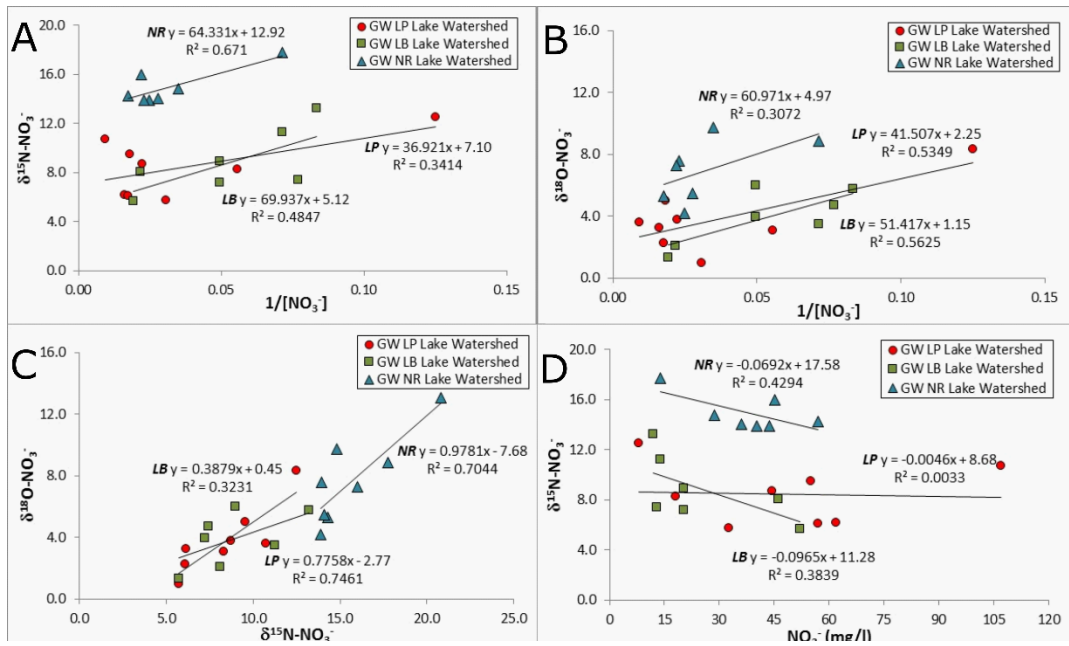 A
20.0
16.0
12.0
8.0
4.0
0.0
δ¹⁵N-NO₃⁻
NR y = 64.331x + 12.92
R² = 0.671
GW LP Lake Watershed
GW LB Lake Watershed
GW NR Lake Watershed
LP y = 36.921x + 7.10
R² = 0.3414
LB y = 69.937x + 5.12
R² = 0.4847
0.00 0.05 0.10 0.15
1/[NO₃⁻]
B
16.0
12.0
8.0
4.0
0.0
δ¹⁸O-NO₃⁻
GW LP Lake Watershed
GW LB Lake Watershed
GW NR Lake Watershed
NR y = 60.971x + 4.97
R² = 0.3072
LP y = 41.507x + 2.25
R² = 0.5349
LB y = 51.417x + 1.15
R² = 0.5625
0.00 0.05 0.10 0.15
1/[NO₃⁻]
C
16.0
12.0
8.0
4.0
0.0
δ¹⁸O-NO₃⁻
GW LP Lake Watershed
GW LB Lake Watershed
GW NR Lake Watershed
LB y = 0.3879x + 0.45
R² = 0.3231
NR y = 0.9781x - 7.68
R² = 0.7044
LP y = 0.7758x - 2.77
R² = 0.7461
0.0 5.0 10.0 15.0 20.0 25.0
δ¹⁵N-NO₃⁻
D
20.0
16.0
12.0
8.0
4.0
0.0
δ¹⁵N-NO₃⁻
GW LP Lake Watershed
GW LB Lake Watershed
GW NR Lake Watershed
NR y = -0.0692x + 17.58
R² = 0.4294
LP y = -0.0046x + 8.68
R² = 0.0033
LB y = -0.0965x + 11.28
R² = 0.3839
0 15 30 45 60 75 90 105 120
NO₃⁻ (mg/l)